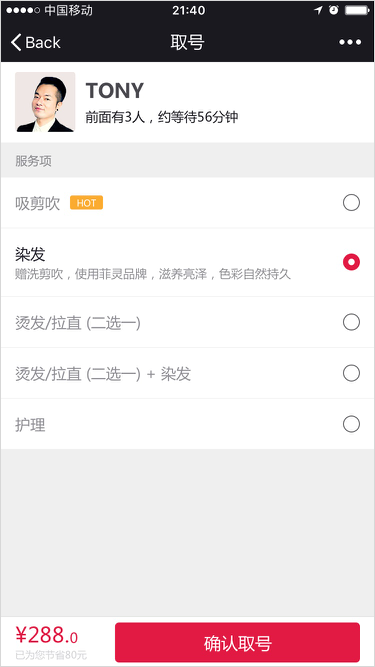 中国移动
21:40
Back
取号
TONY
前面有3人，约等待56分钟
服务项
吸剪吹 HOT
染发
赠洗剪吹，使用菲灵品牌，滋养亮泽，色彩自然持久
烫发/拉直 (二选一)
烫发/拉直 (二选一) + 染发
护理
¥288.0
已为您节省80元
确认取号